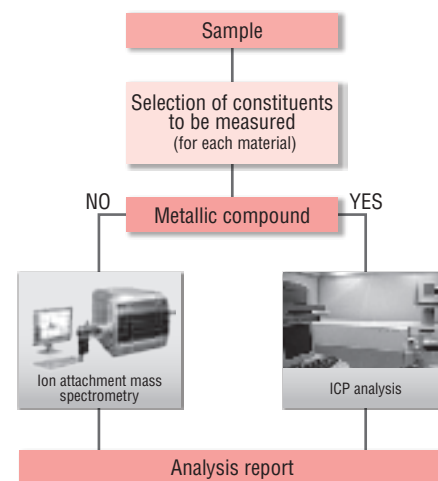 Sample
Selection of constituents
to be measured
(for each material)
NO
YES
Metallic compound
Ion attachment mass
spectrometry
ICP analysis
Analysis report